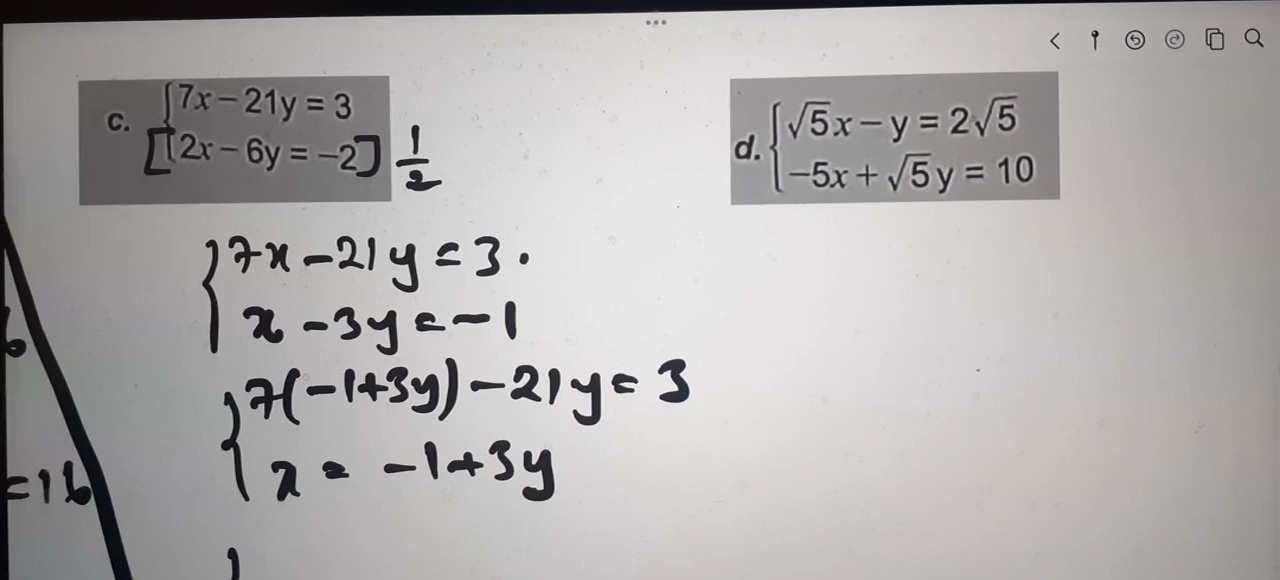 c. { 7x – 21y = 3
[ 2x – 6y = –2 ] 1/2
{ 7x – 21y = 3 .
x – 3y = –1
{ 7(–1+3y) – 21y = 3
x = –1+3y
=16
d. { √5x – y = 2√5
–5x + √5y = 10